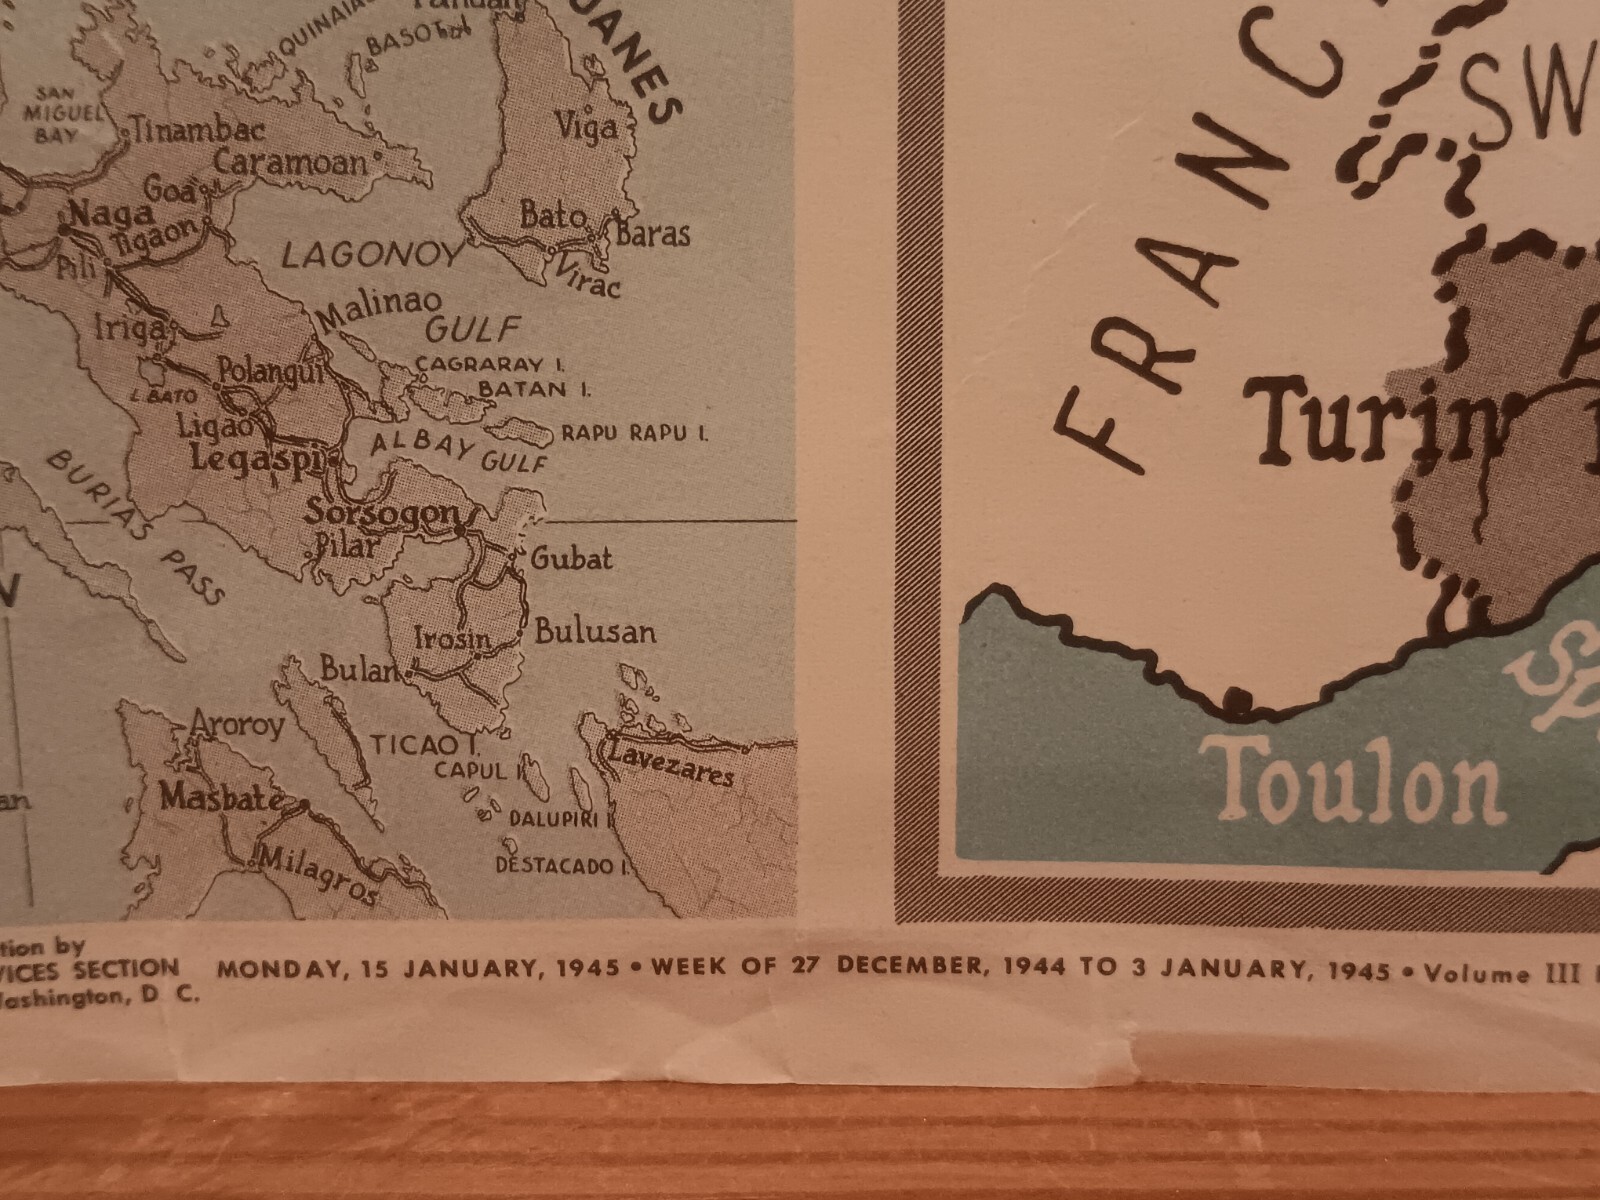 QUINAIA
BASO
SAN
MIGUEL
BAY
Tinambac
Caramoan
Goa
Naga
Tigaon
Pili
Viga
Bato
Baras
Virac
LAGONOY
GULF
Malinao
Iriga
Polangui
CAGRARAY I.
BATAN I.
L. BATO
Ligao
Legaspi
ALBAY GULF
RAPU RAPU I.
BURIAS PASS
Sorsogon
Pilar
Gubat
Irosin
Bulusan
Bulan
Aroroy
TICAO I.
CAPUL I.
Lavezares
Masbate
DALUPIRI I.
Milagros
DESTACADO I.
FRANC
SW
Turin
Toulon
tion by
VICES SECTION
Washington, D C.
MONDAY, 15 JANUARY, 1945 • WEEK OF 27 DECEMBER, 1944 TO 3 JANUARY, 1945 • Volume III